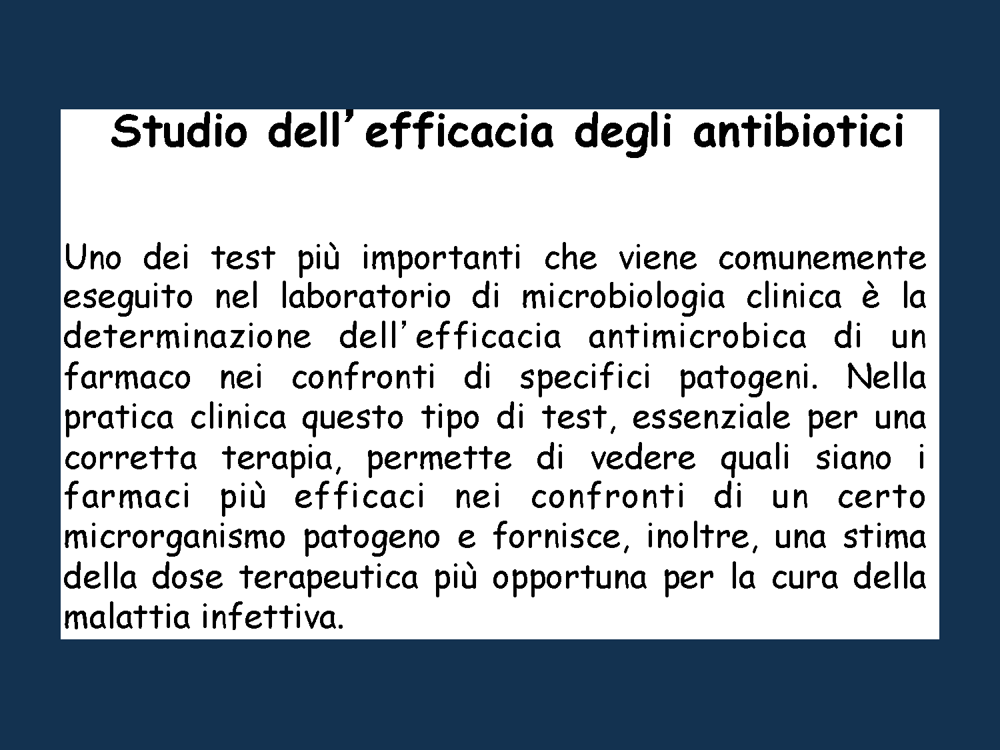 Studio dell’efficacia degli antibiotici
Uno dei test più importanti che viene comunemente
eseguito nel laboratorio di microbiologia clinica è la
determinazione dell’efficacia antimicrobica di un
farmaco nei confronti di specifici patogeni. Nella
pratica clinica questo tipo di test, essenziale per una
corretta terapia, permette di vedere quali siano i
farmaci più efficaci nei confronti di un certo
microrganismo patogeno e fornisce, inoltre, una stima
della dose terapeutica più opportuna per la cura della
malattia infettiva.